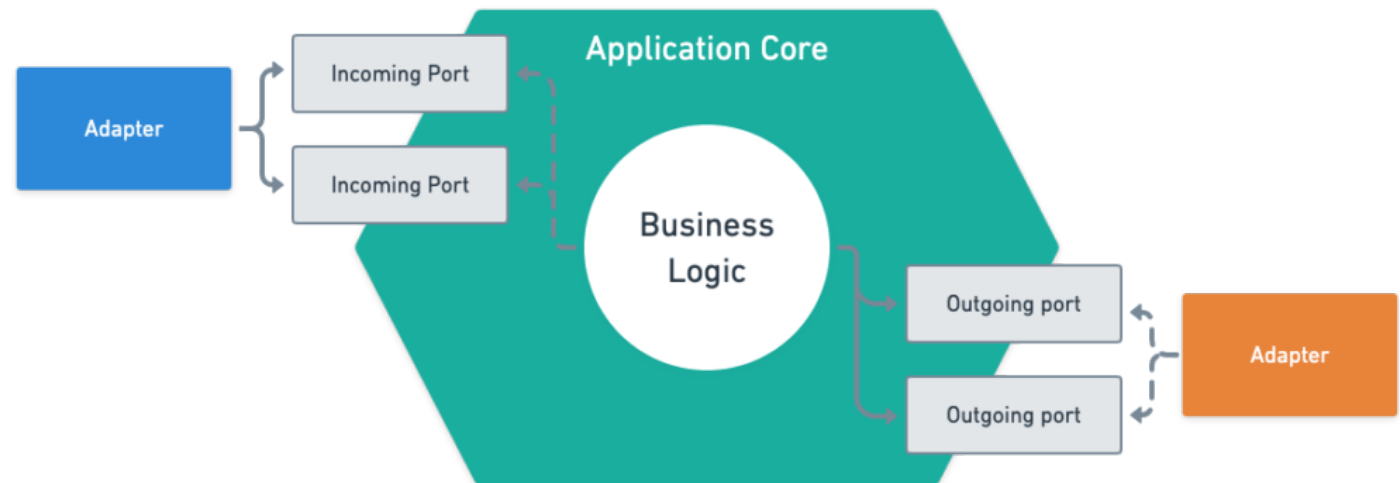 Application Core
Incoming Port
Adapter
Incoming Port
Business
Logic
Outgoing port
Adapter
Outgoing port